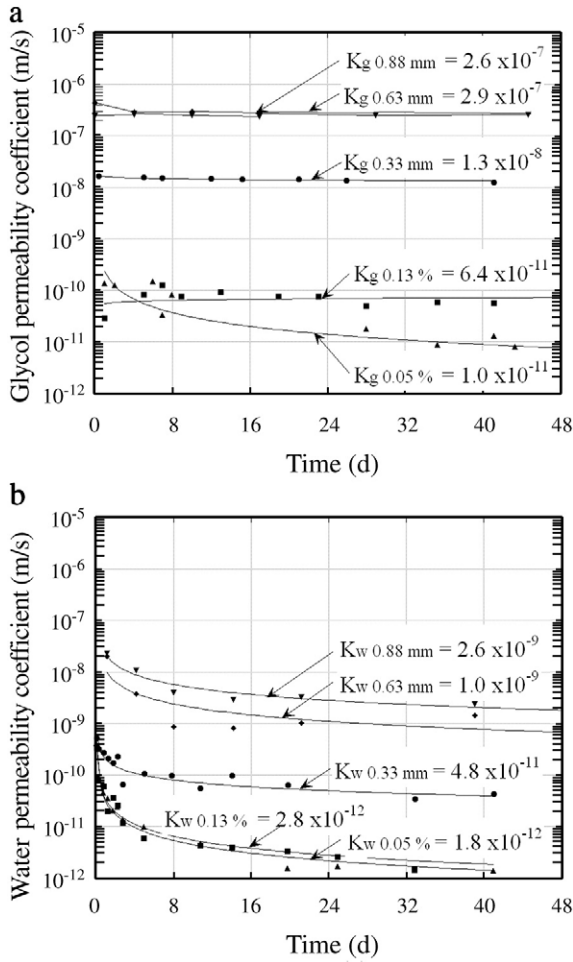 a
Glycol permeability coefficient (m/s)
10⁻⁵
10⁻⁶
10⁻⁷
10⁻⁸
10⁻⁹
10⁻¹⁰
10⁻¹¹
10⁻¹²
Kg 0.88 mm = 2.6 x10⁻⁷
Kg 0.63 mm = 2.9 x10⁻⁷
Kg 0.33 mm = 1.3 x10⁻⁸
Kg 0.13 % = 6.4 x10⁻¹¹
Kg 0.05 % = 1.0 x10⁻¹¹
0 8 16 24 32 40 48
Time (d)
b
Water permeability coefficient (m/s)
10⁻⁵
10⁻⁶
10⁻⁷
10⁻⁸
10⁻⁹
10⁻¹⁰
10⁻¹¹
10⁻¹²
Kw 0.88 mm = 2.6 x10⁻⁹
Kw 0.63 mm = 1.0 x10⁻⁹
Kw 0.33 mm = 4.8 x10⁻¹¹
Kw 0.13 % = 2.8 x10⁻¹²
Kw 0.05 % = 1.8 x10⁻¹²
0 8 16 24 32 40 48
Time (d)